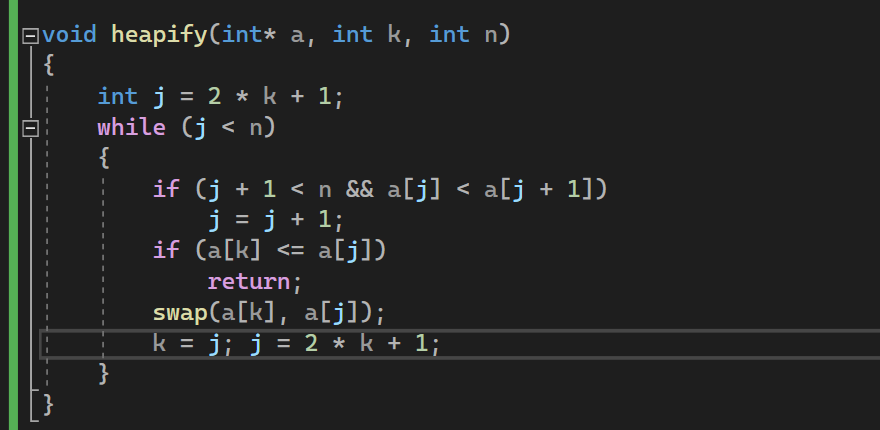 void heapify(int* a, int k, int n)
{
    int j = 2 * k + 1;
    while (j < n)
    {
        if (j + 1 < n && a[j] < a[j + 1])
            j = j + 1;
        if (a[k] <= a[j])
            return;
        swap(a[k], a[j]);
        k = j; j = 2 * k + 1;
    }
}